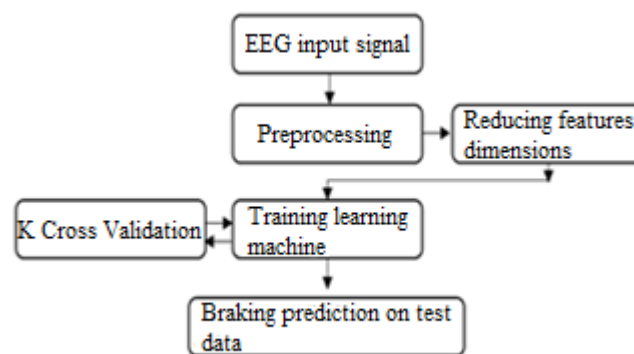 EEG input signal
Preprocessing
Reducing features
dimensions
K Cross Validation
Training learning
machine
Braking prediction on test
data